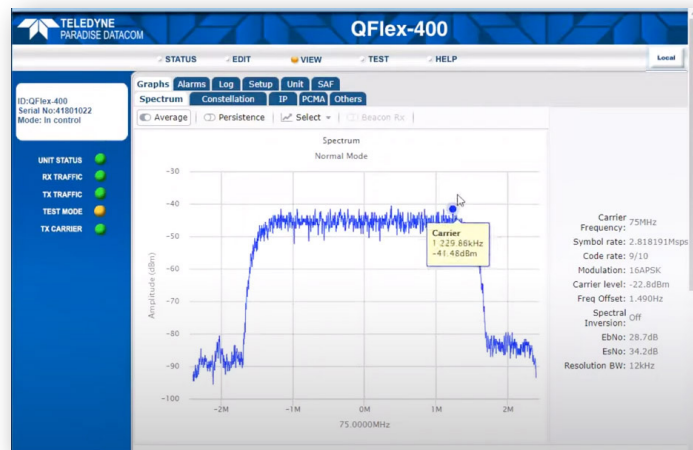 TELEDYNE
PARADISE DATACOM
QFlex-400
STATUS EDIT VIEW TEST HELP
Local
ID:QFlex-400
Serial No:41801022
Mode: In control
UNIT STATUS
RX TRAFFIC
TX TRAFFIC
TEST MODE
TX CARRIER
Graphs Alarms Log Setup Unit SAF
Spectrum Constellation IP PCMA Others
Average Persistence Select Beacon Rx
Spectrum
Normal Mode
Amplitude (dBm)
-30
-40
-50
-60
-70
-80
-90
-100
-2M -1M 0M 1M 2M
75.0000MHz
Carrier
1 229.86kHz
-41.48dBm
Carrier Frequency: 75MHz
Symbol rate: 2.818191Msps
Code rate: 9/10
Modulation: 16APSK
Carrier level: -22.8dBm
Freq Offset: 1.490Hz
Spectral Inversion: Off
EbNo: 28.7dB
EsNo: 34.2dB
Resolution BW: 12kHz